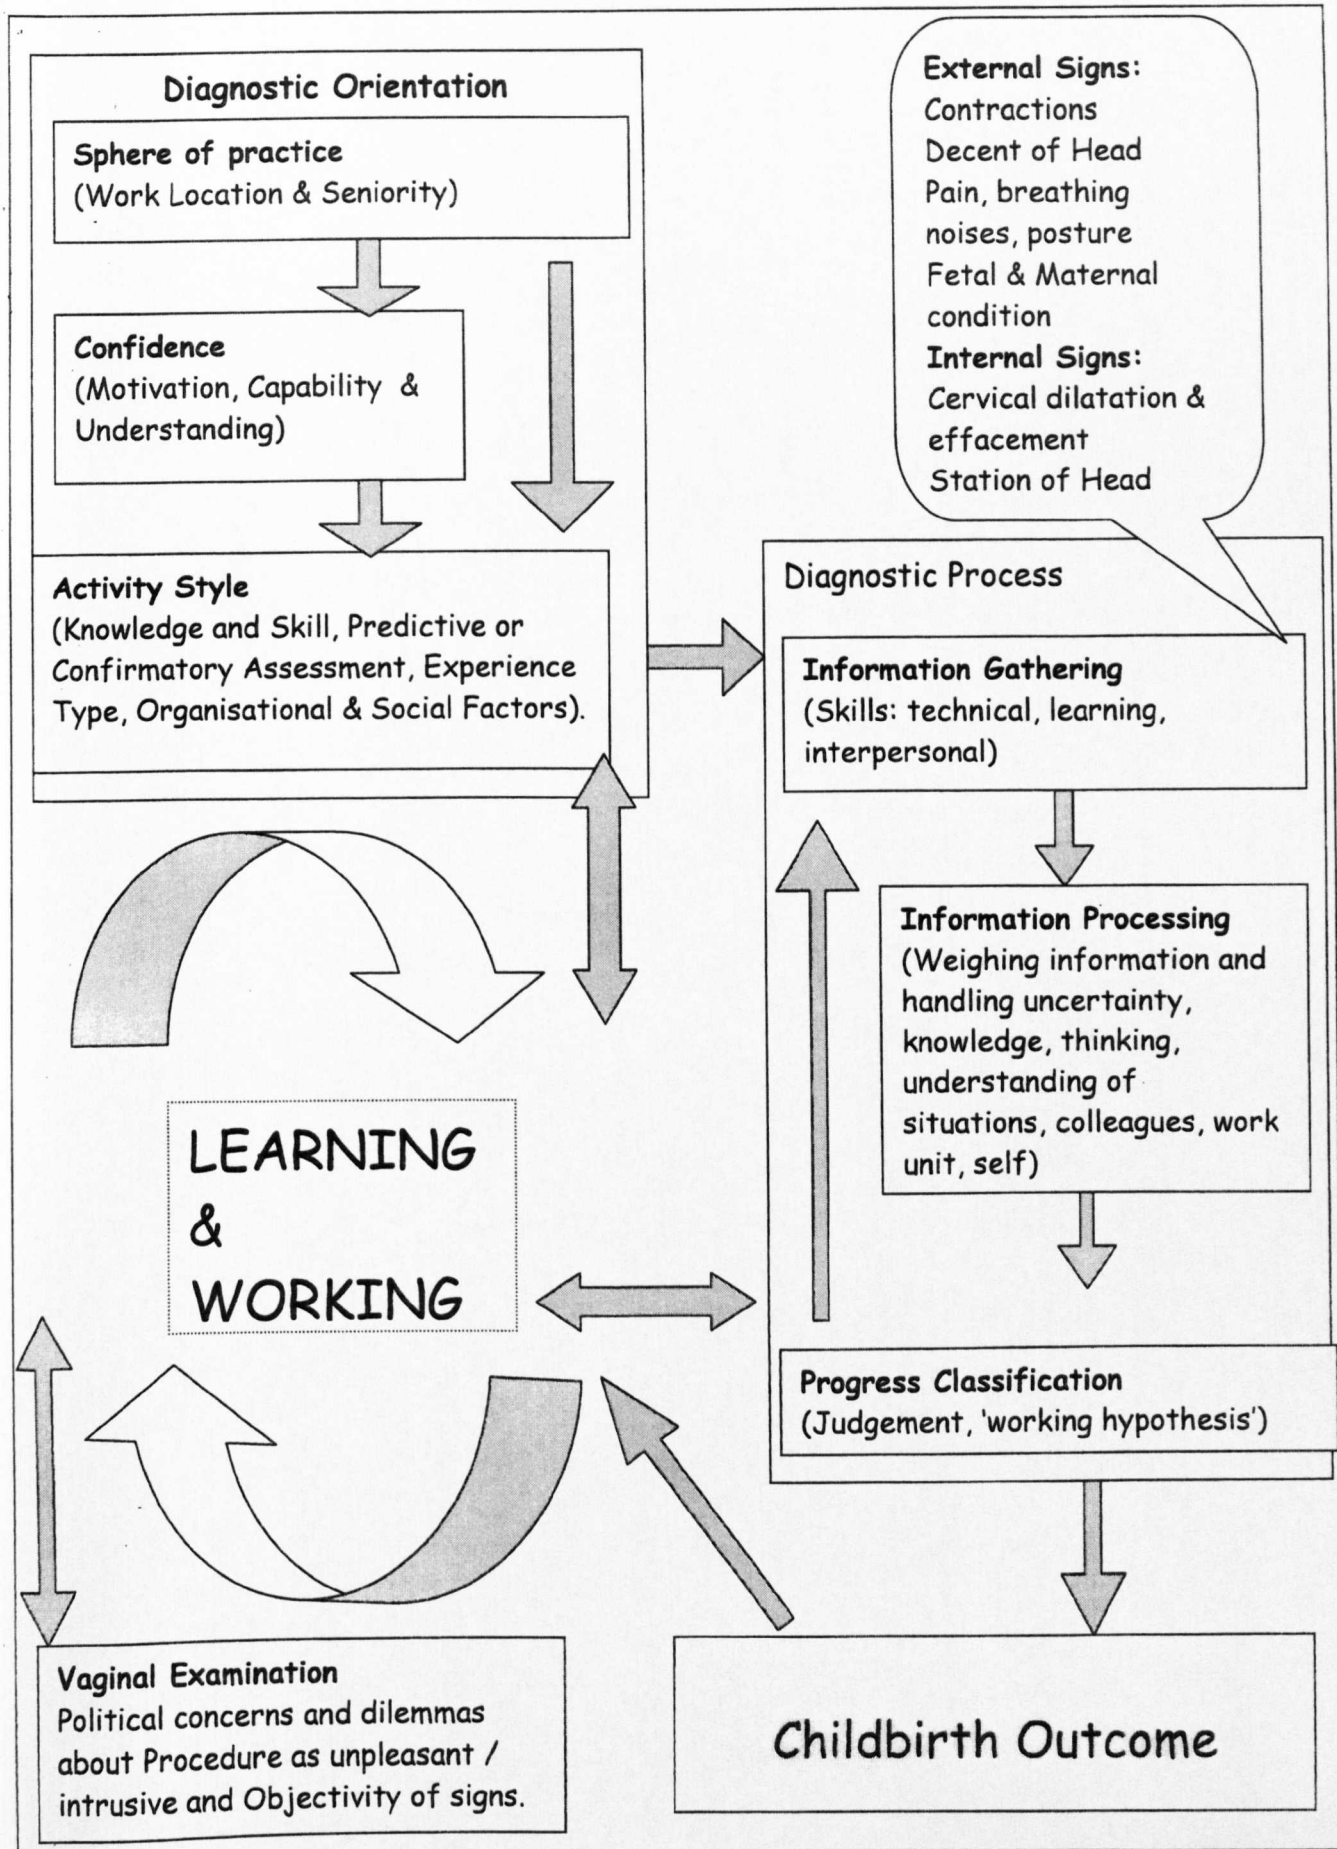 Diagnostic Orientation
Sphere of practice
(Work Location & Seniority)
Confidence
(Motivation, Capability &
Understanding)
Activity Style
(Knowledge and Skill, Predictive or
Confirmatory Assessment, Experience
Type, Organisational & Social Factors).
External Signs:
Contractions
Decent of Head
Pain, breathing
noises, posture
Fetal & Maternal
condition
Internal Signs:
Cervical dilatation &
effacement
Station of Head
Diagnostic Process
Information Gathering
(Skills: technical, learning,
interpersonal)
Information Processing
(Weighing information and
handling uncertainty,
knowledge, thinking,
understanding of
situations, colleagues, work
unit, self)
Progress Classification
(Judgement, 'working hypothesis')
LEARNING
&
WORKING
Vaginal Examination
Political concerns and dilemmas
about Procedure as unpleasant /
intrusive and Objectivity of signs.
Childbirth Outcome